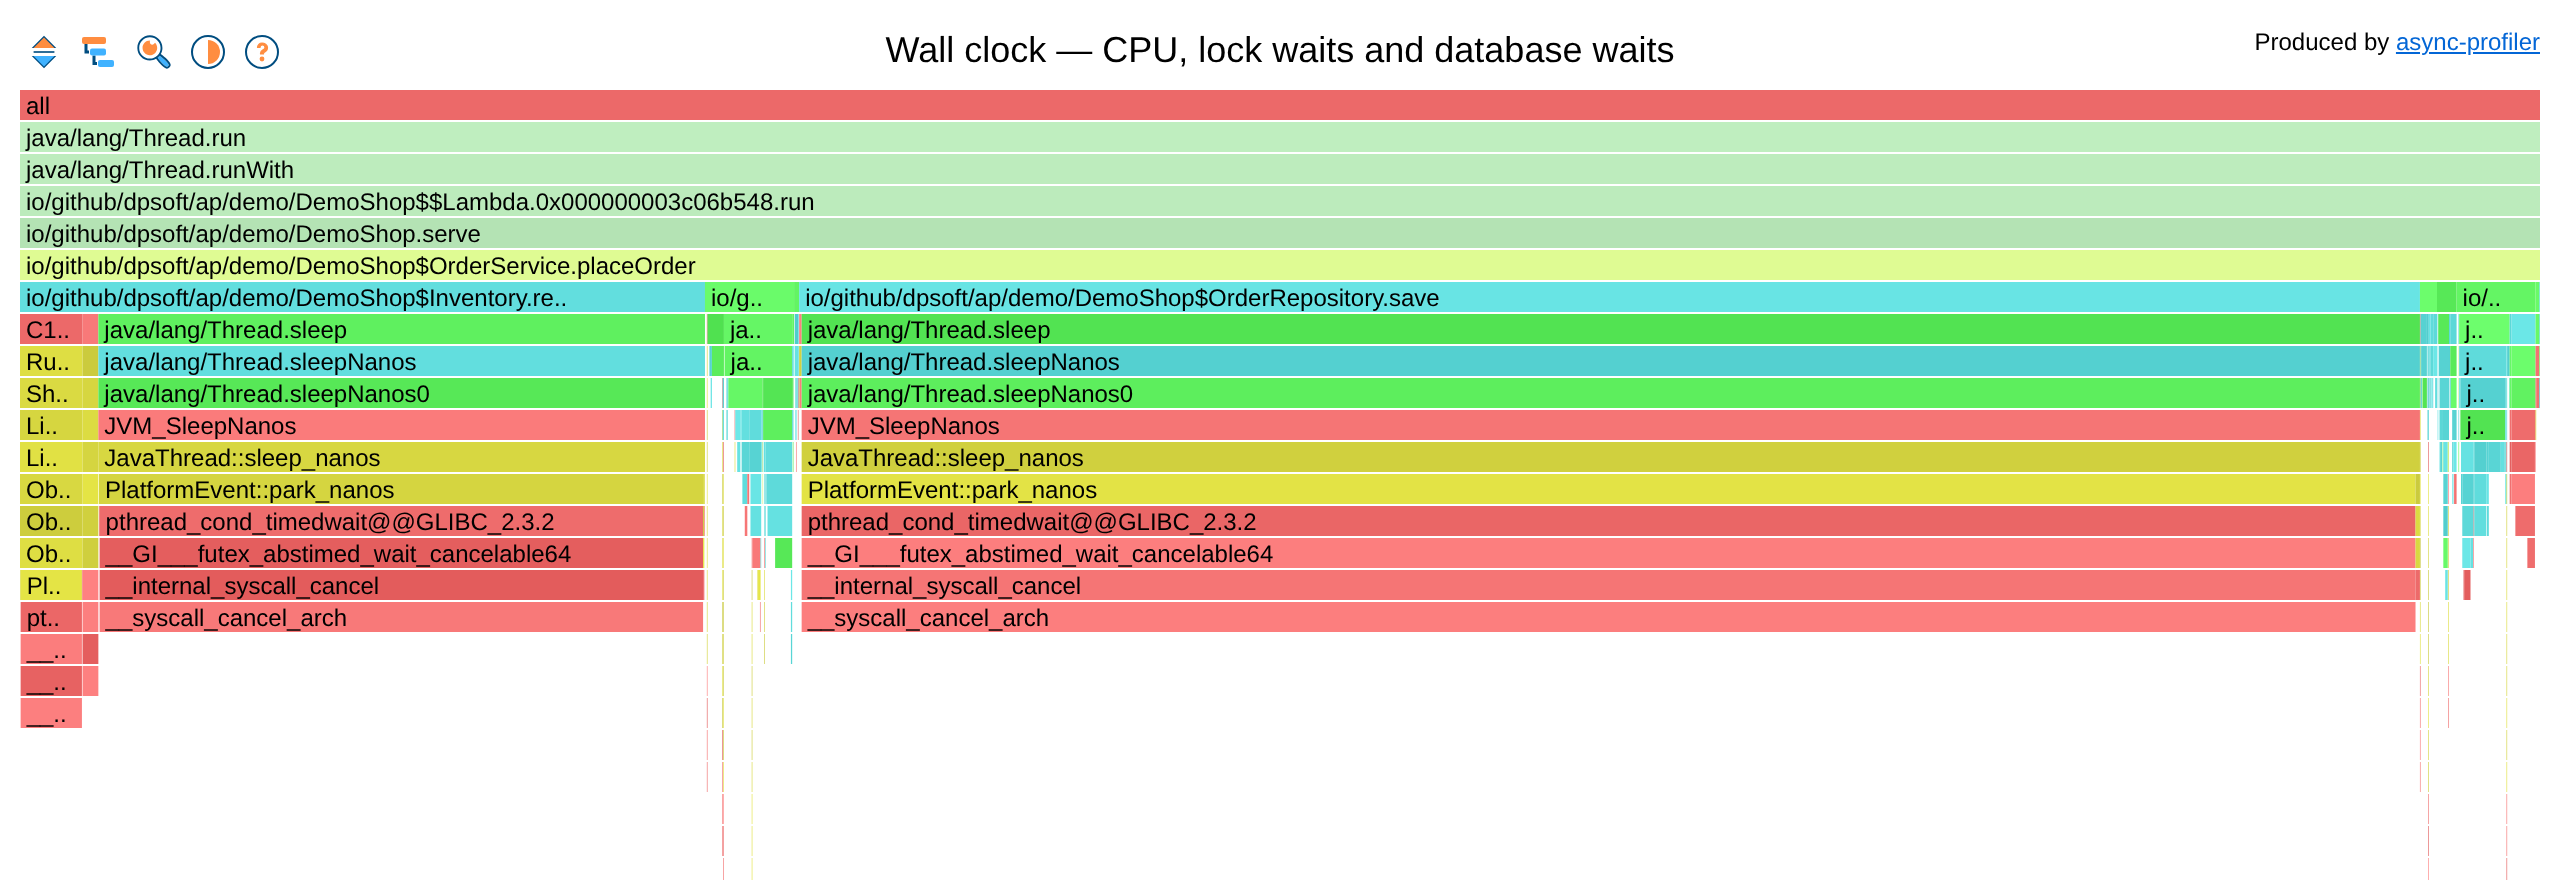 Wall clock — CPU, lock waits and database waits
Produced by async-profiler
all
java/lang/Thread.run
java/lang/Thread.runWith
io/github/dpsoft/ap/demo/DemoShop$$Lambda.0x000000003c06b548.run
io/github/dpsoft/ap/demo/DemoShop.serve
io/github/dpsoft/ap/demo/DemoShop$OrderService.placeOrder
io/github/dpsoft/ap/demo/DemoShop$Inventory.re.. io/g.. io/github/dpsoft/ap/demo/DemoShop$OrderRepository.save io/..
C1.. java/lang/Thread.sleep ja.. java/lang/Thread.sleep j..
Ru.. java/lang/Thread.sleepNanos ja.. java/lang/Thread.sleepNanos j..
Sh.. java/lang/Thread.sleepNanos0 java/lang/Thread.sleepNanos0 j..
Li.. JVM_SleepNanos JVM_SleepNanos j..
Li.. JavaThread::sleep_nanos JavaThread::sleep_nanos
Ob.. PlatformEvent::park_nanos PlatformEvent::park_nanos
Ob.. pthread_cond_timedwait@@GLIBC_2.3.2 pthread_cond_timedwait@@GLIBC_2.3.2
Ob.. __GI___futex_abstimed_wait_cancelable64 __GI___futex_abstimed_wait_cancelable64
Pl.. __internal_syscall_cancel __internal_syscall_cancel
pt.. __syscall_cancel_arch __syscall_cancel_arch
__..
__..
__..